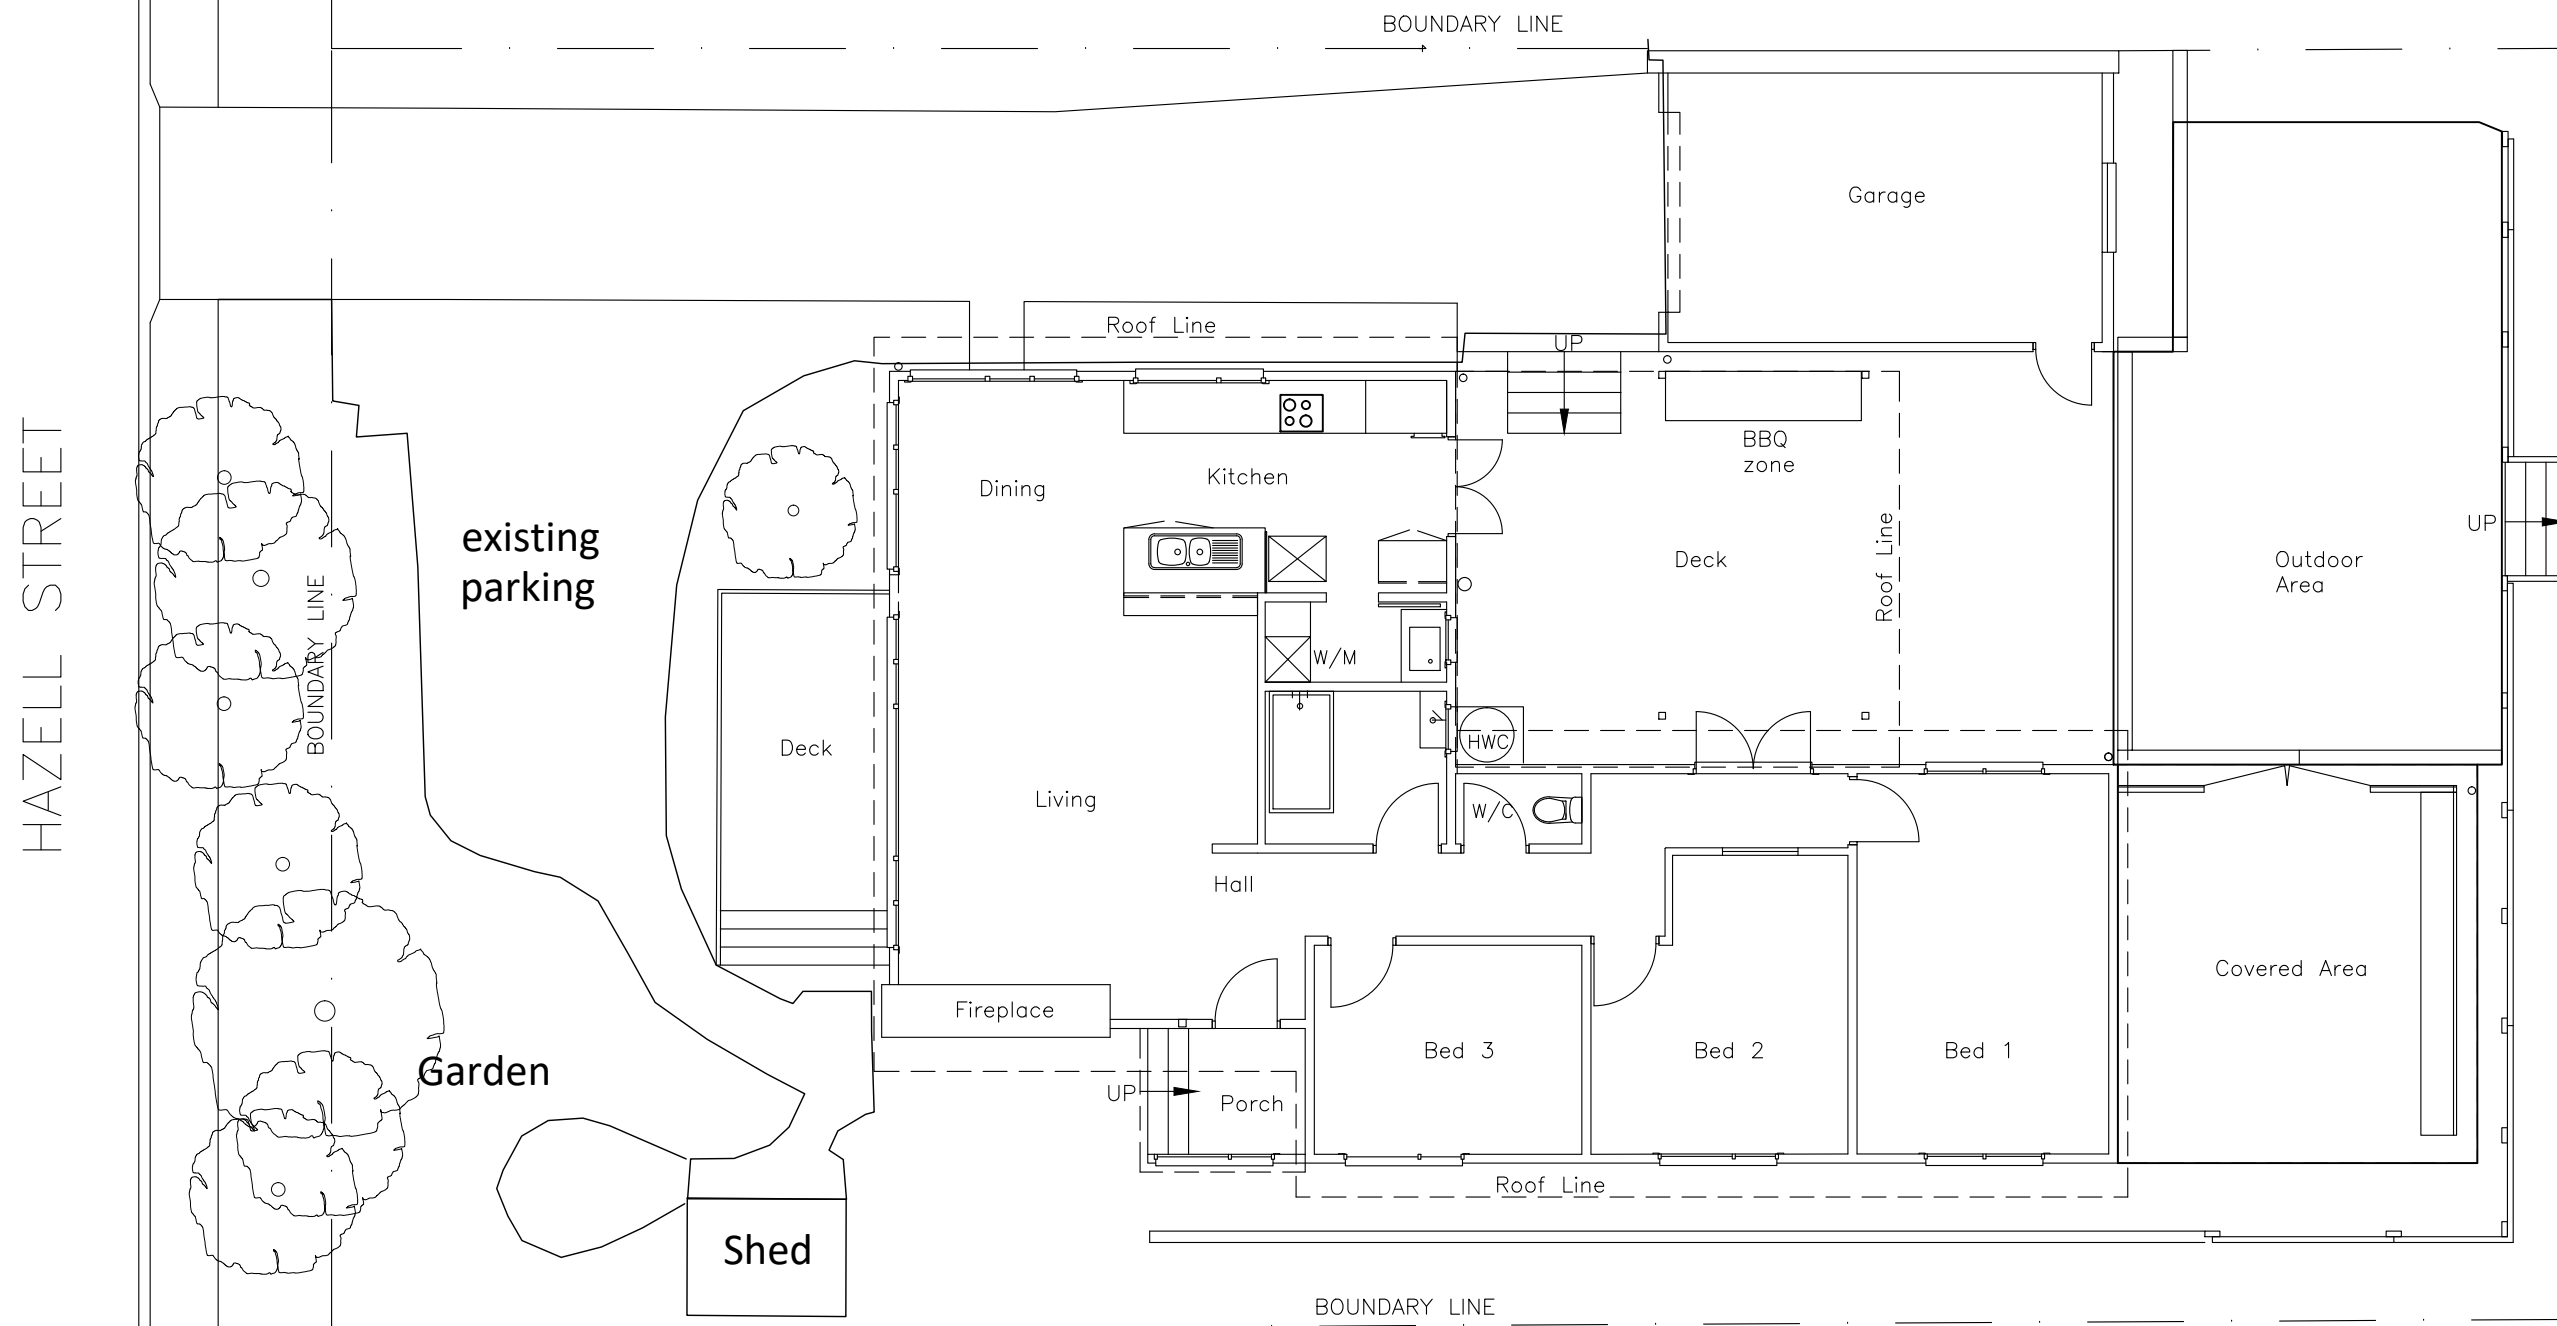 BOUNDARY LINE
Garage
Roof Line
UP
BBQ
zone
Dining
Kitchen
existing
parking
HAZELL STREET
BOUNDARY LINE
Deck
Roof Line
UP
Outdoor
Area
W/M
Deck
HWC
Living
W/C
Hall
Covered Area
Fireplace
Bed 3
Bed 2
Bed 1
Garden
UP
Porch
Roof Line
Shed
BOUNDARY LINE